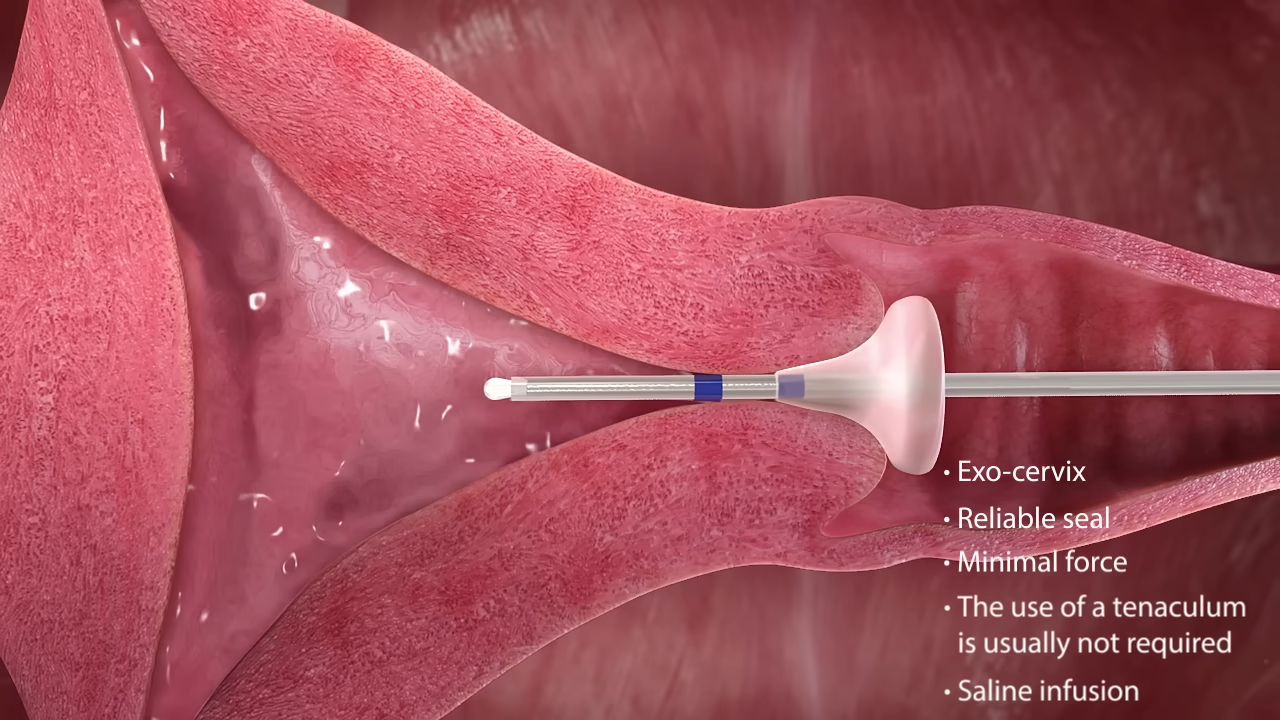 • Exo-cervix
• Reliable seal
• Minimal force
• The use of a tenaculum
is usually not required
• Saline infusion